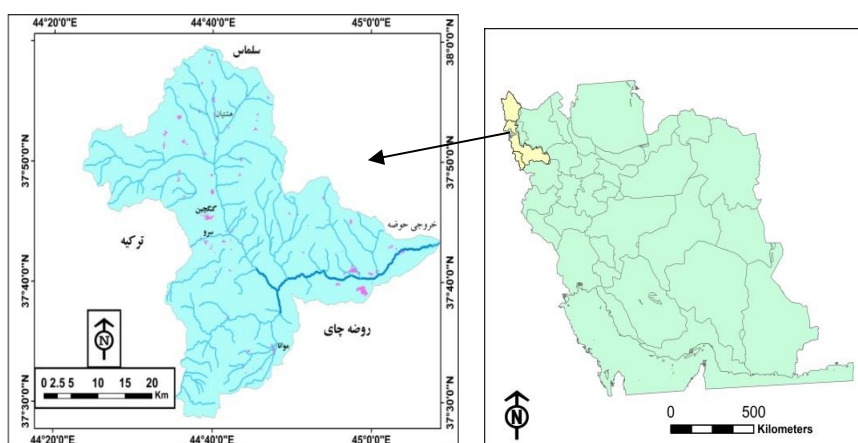 44°20'0"E 44°40'0"E 45°0'0"E
38°0'0"N
سلماس
هشتیان
37°50'0"N 37°50'0"N
گنگچین
سرو
خروجی حوضه
ترکیه
37°40'0"N 37°40'0"N
روضه چای
N
موانا
0 2.5 5 10 15 20
Km
37°30'0"N 37°30'0"N
44°20'0"E 44°40'0"E 45°0'0"E
N
0 500
Kilometers